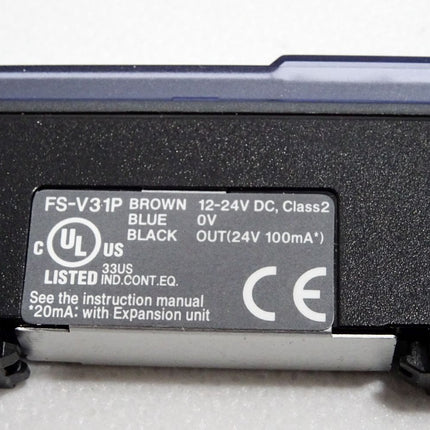 FS-V31P BROWN 12-24V DC, Class2
BLUE 0V
BLACK OUT(24V 100mA*)
C UL US
LISTED 33US IND.CONT.EQ.
CE
See the instruction manual
*20mA: with Expansion unit